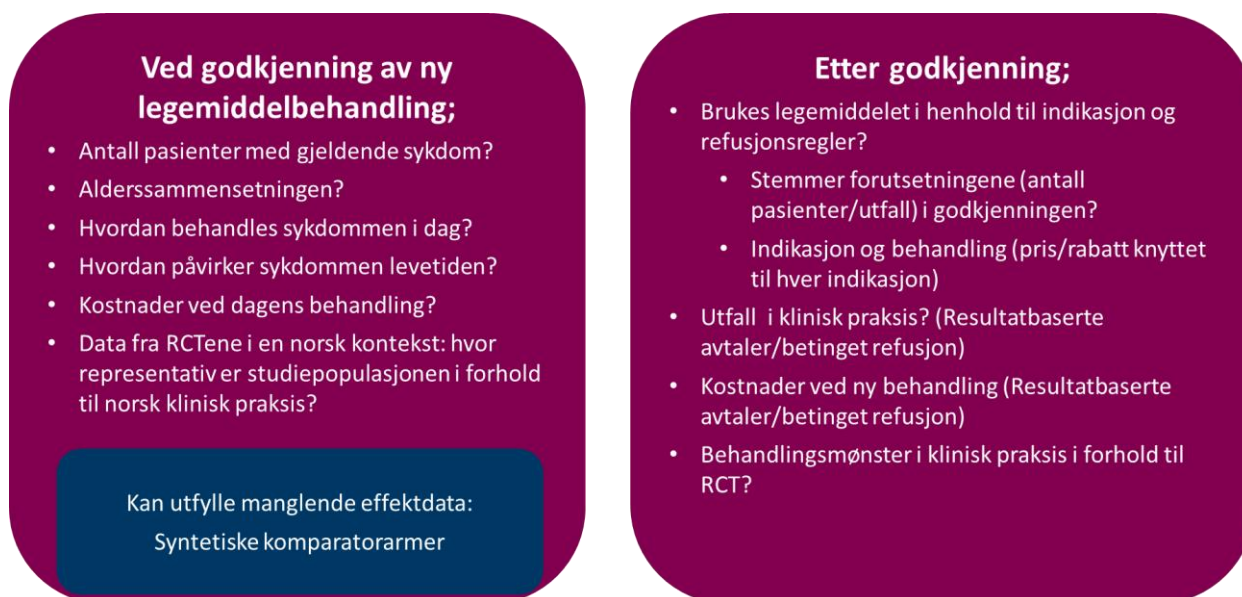 Ved godkjenning av ny
legemiddelbehandling;
• Antall pasienter med gjeldende sykdom?
• Alderssammensetningen?
• Hvordan behandles sykdommen i dag?
• Hvordan påvirker sykdommen levetiden?
• Kostnader ved dagens behandling?
• Data fra RCTene i en norsk kontekst: hvor
representativ er studiepopulasjonen i forhold
til norsk klinisk praksis?
Kan utfylle manglende effektdata:
Syntetiske komparatorarmer
Etter godkjenning;
• Brukes legemiddelet i henhold til indikasjon og
refusjonsregler?
• Stemmer forutsetningene (antall
pasienter/utfall) i godkjenningen?
• Indikasjon og behandling (pris/rabatt knyttet
til hver indikasjon)
• Utfall i klinisk praksis? (Resultatbaserte
avtaler/betinget refusjon)
• Kostnader ved ny behandling (Resultatbaserte
avtaler/betinget refusjon)
• Behandlingsmønster i klinisk praksis i forhold til
RCT?